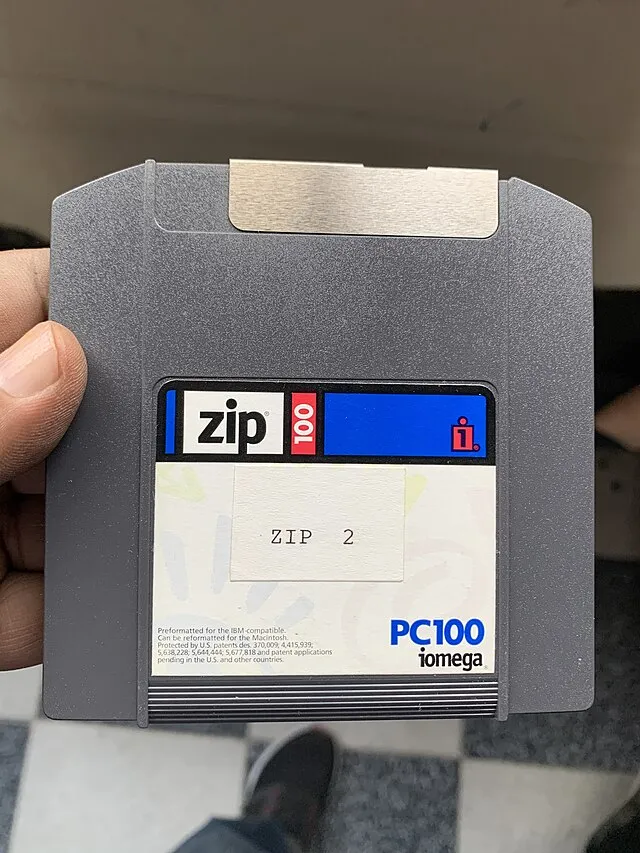 zip®
100
i.
ZIP 2
Preformatted for the IBM-compatible.
Can be reformatted for the Macintosh.
Protected by U.S. patents des. 370,009; 4,415,939;
5,638,228; 5,644,444; 5,677,818 and patent applications
pending in the U.S. and other countries.
PC100
iomega